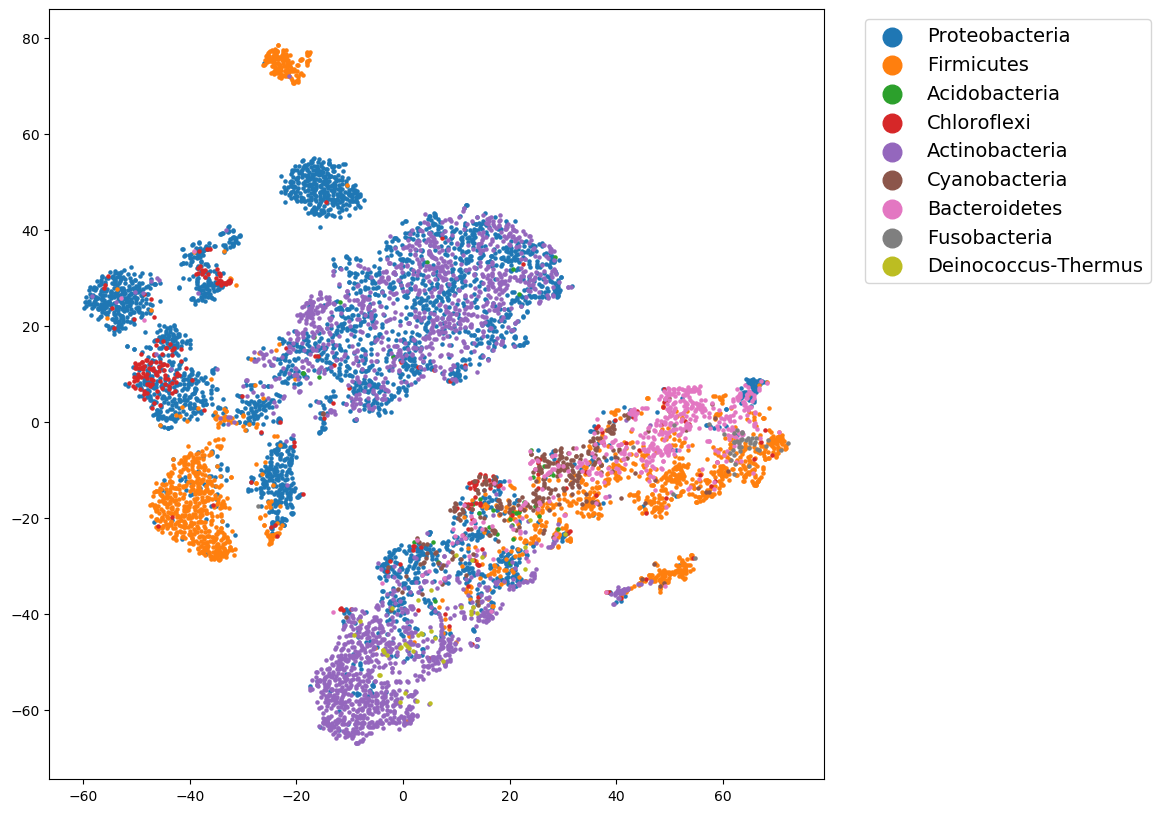 80
60
40
20
0
−20
−40
−60
−60 −40 −20 0 20 40 60
Proteobacteria
Firmicutes
Acidobacteria
Chloroflexi
Actinobacteria
Cyanobacteria
Bacteroidetes
Fusobacteria
Deinococcus-Thermus